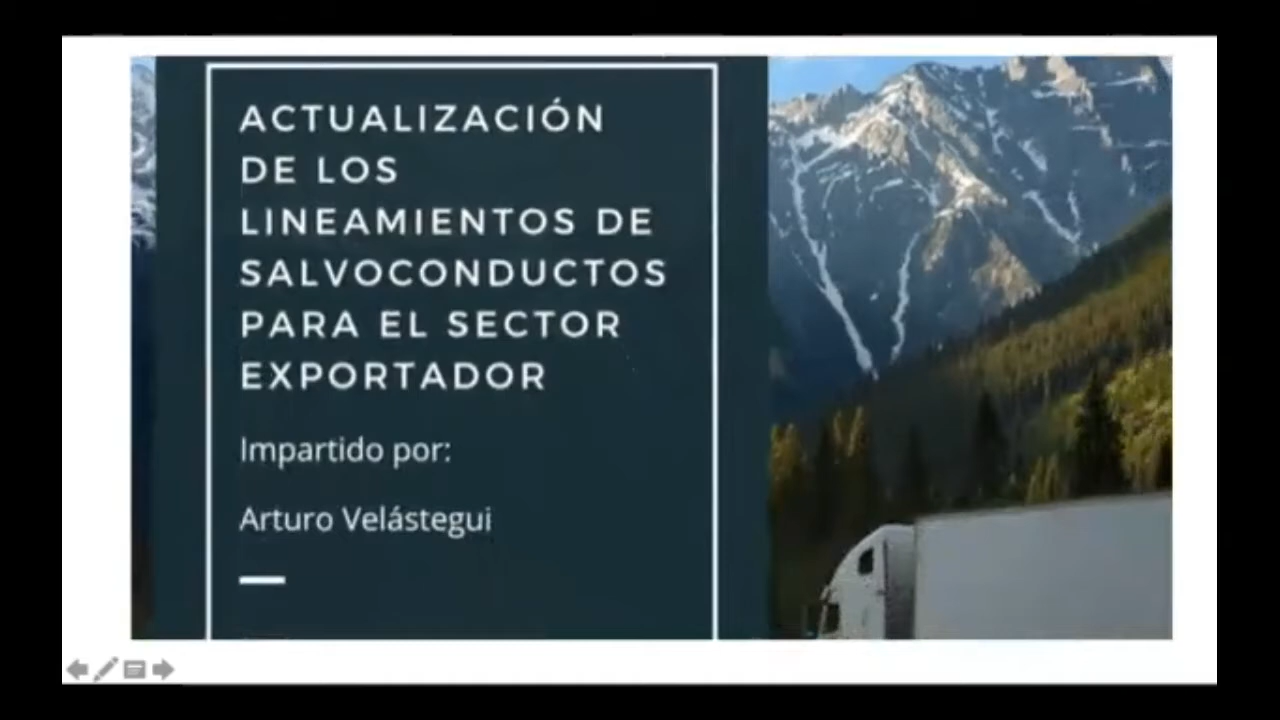 ACTUALIZACIÓN
DE LOS
LINEAMIENTOS DE
SALVOCONDUCTOS
PARA EL SECTOR
EXPORTADOR
Impartido por:
Arturo Velástegui